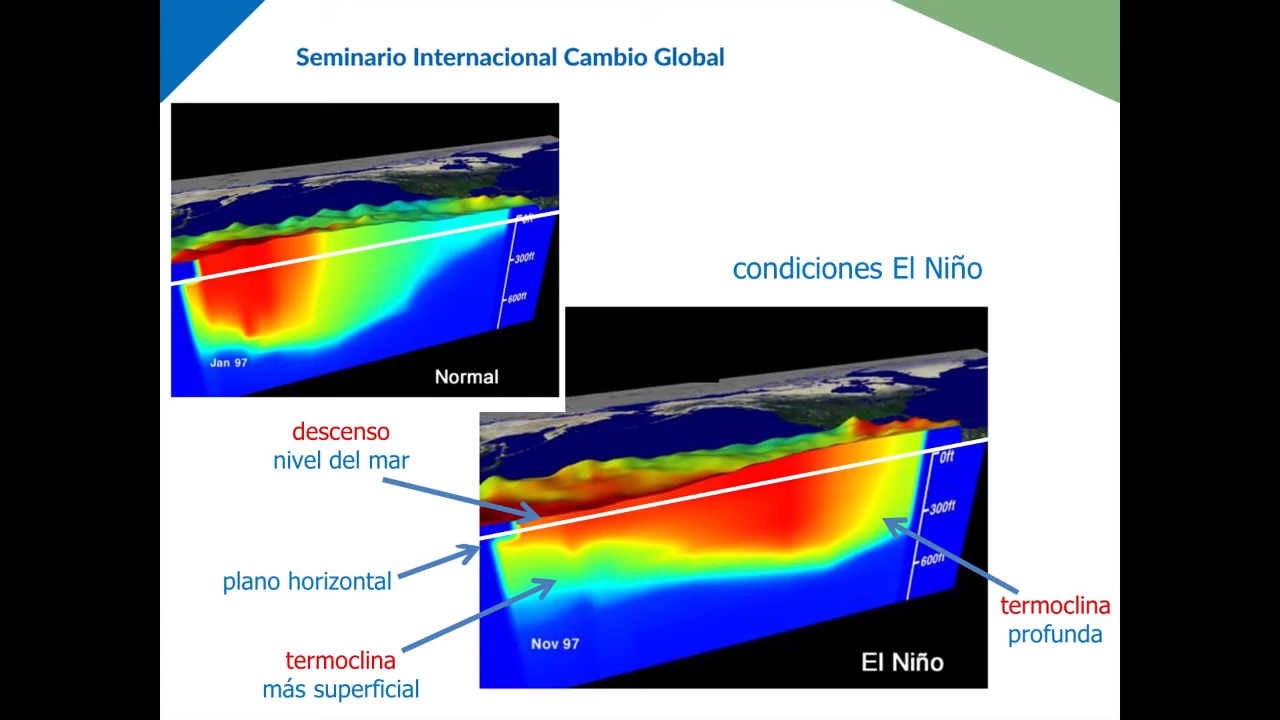 Seminario Internacional Cambio Global
0ft
300ft
600ft
Jan 97
Normal
condiciones El Niño
descenso
nivel del mar
plano horizontal
termoclina
más superficial
0ft
300ft
600ft
Nov 97
El Niño
termoclina
profunda